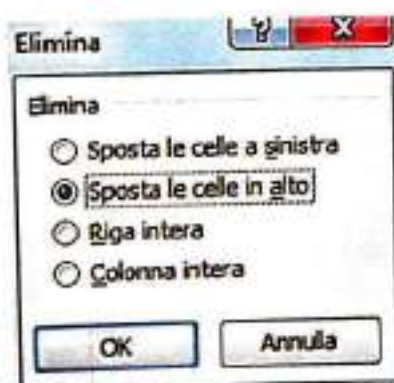 Elimina
Elimina
Sposta le celle a sinistra
Sposta le celle in alto
Riga intera
Colonna intera
OK
Annulla